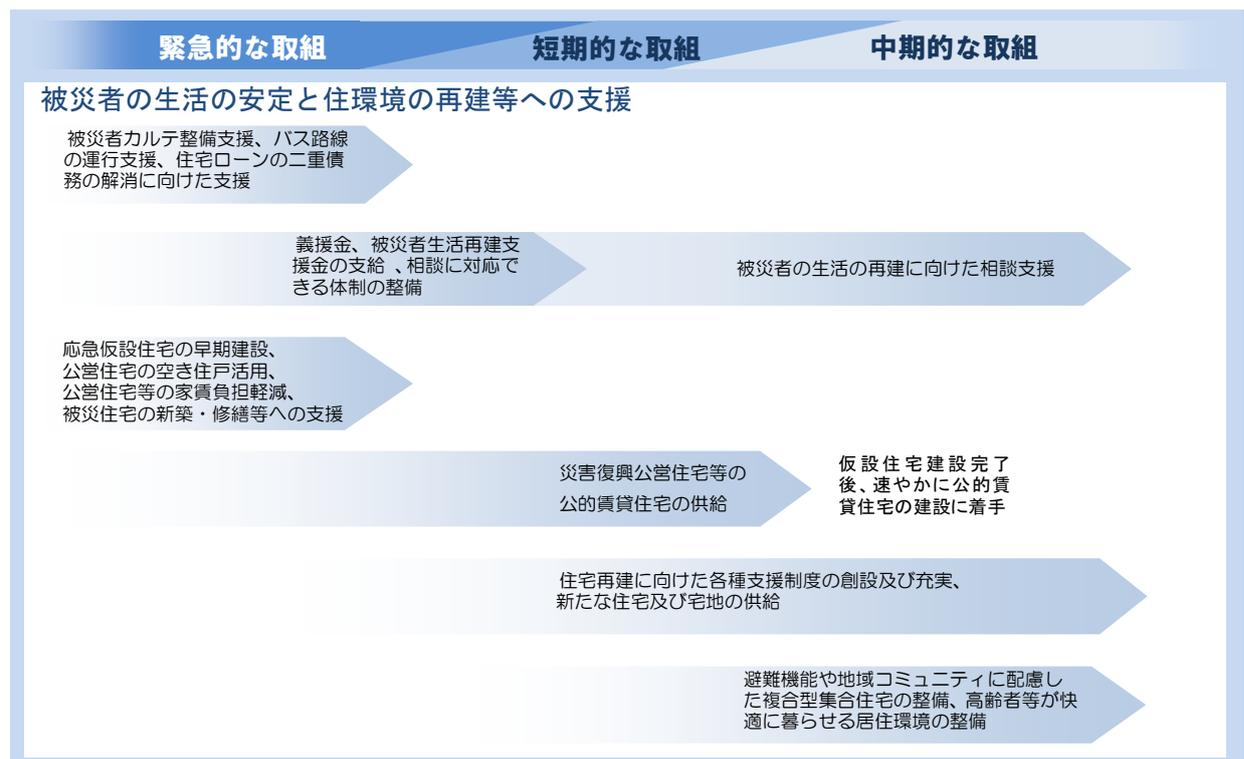 緊急的な取組
短期的な取組
中期的な取組
被災者の生活の安定と住環境の再建等への支援
被災者カルテ整備支援、バス路線
の運行支援、住宅ローンの二重債
務の解消に向けた支援
義援金、被災者生活再建支
援金の支給 、相談に対応で
きる体制の整備
被災者の生活の再建に向けた相談支援
応急仮設住宅の早期建設、
公営住宅の空き住戸活用、
公営住宅等の家賃負担軽減、
被災住宅の新築・修繕等への支援
災害復興公営住宅等の
公的賃貸住宅の供給
仮設住宅建設完了
後、速やかに公的賃
貸住宅の建設に着手
住宅再建に向けた各種支援制度の創設及び充実、
新たな住宅及び宅地の供給
避難機能や地域コミュニティに配慮し
た複合型集合住宅の整備、高齢者等が快
適に暮らせる居住環境の整備